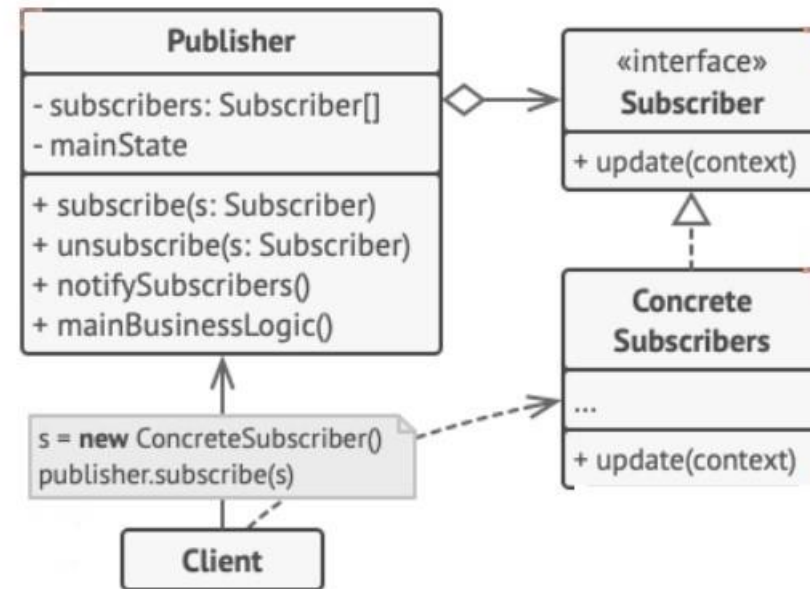 Publisher
- subscribers: Subscriber[]
- mainState
+ subscribe(s: Subscriber)
+ unsubscribe(s: Subscriber)
+ notifySubscribers()
+ mainBusinessLogic()
«interface»
Subscriber
+ update(context)
Concrete
Subscribers
...
+ update(context)
s = new ConcreteSubscriber()
publisher.subscribe(s)
Client